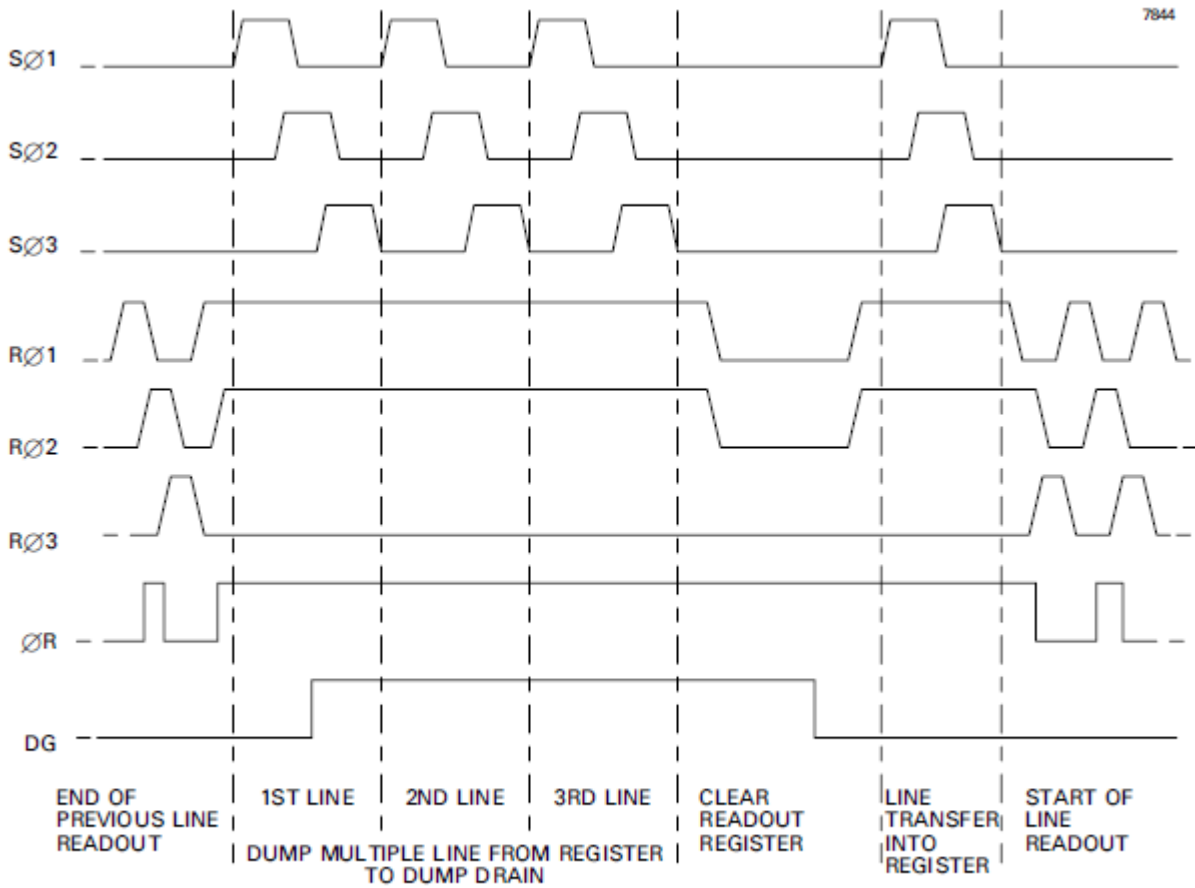 7844
SØ1
SØ2
SØ3
RØ1
RØ2
RØ3
ØR
DG
END OF
PREVIOUS LINE
READOUT
1ST LINE
2ND LINE
3RD LINE
DUMP MULTIPLE LINE FROM REGISTER
TO DUMP DRAIN
CLEAR
READOUT
REGISTER
LINE
TRANSFER
INTO
REGISTER
START OF
LINE
READOUT